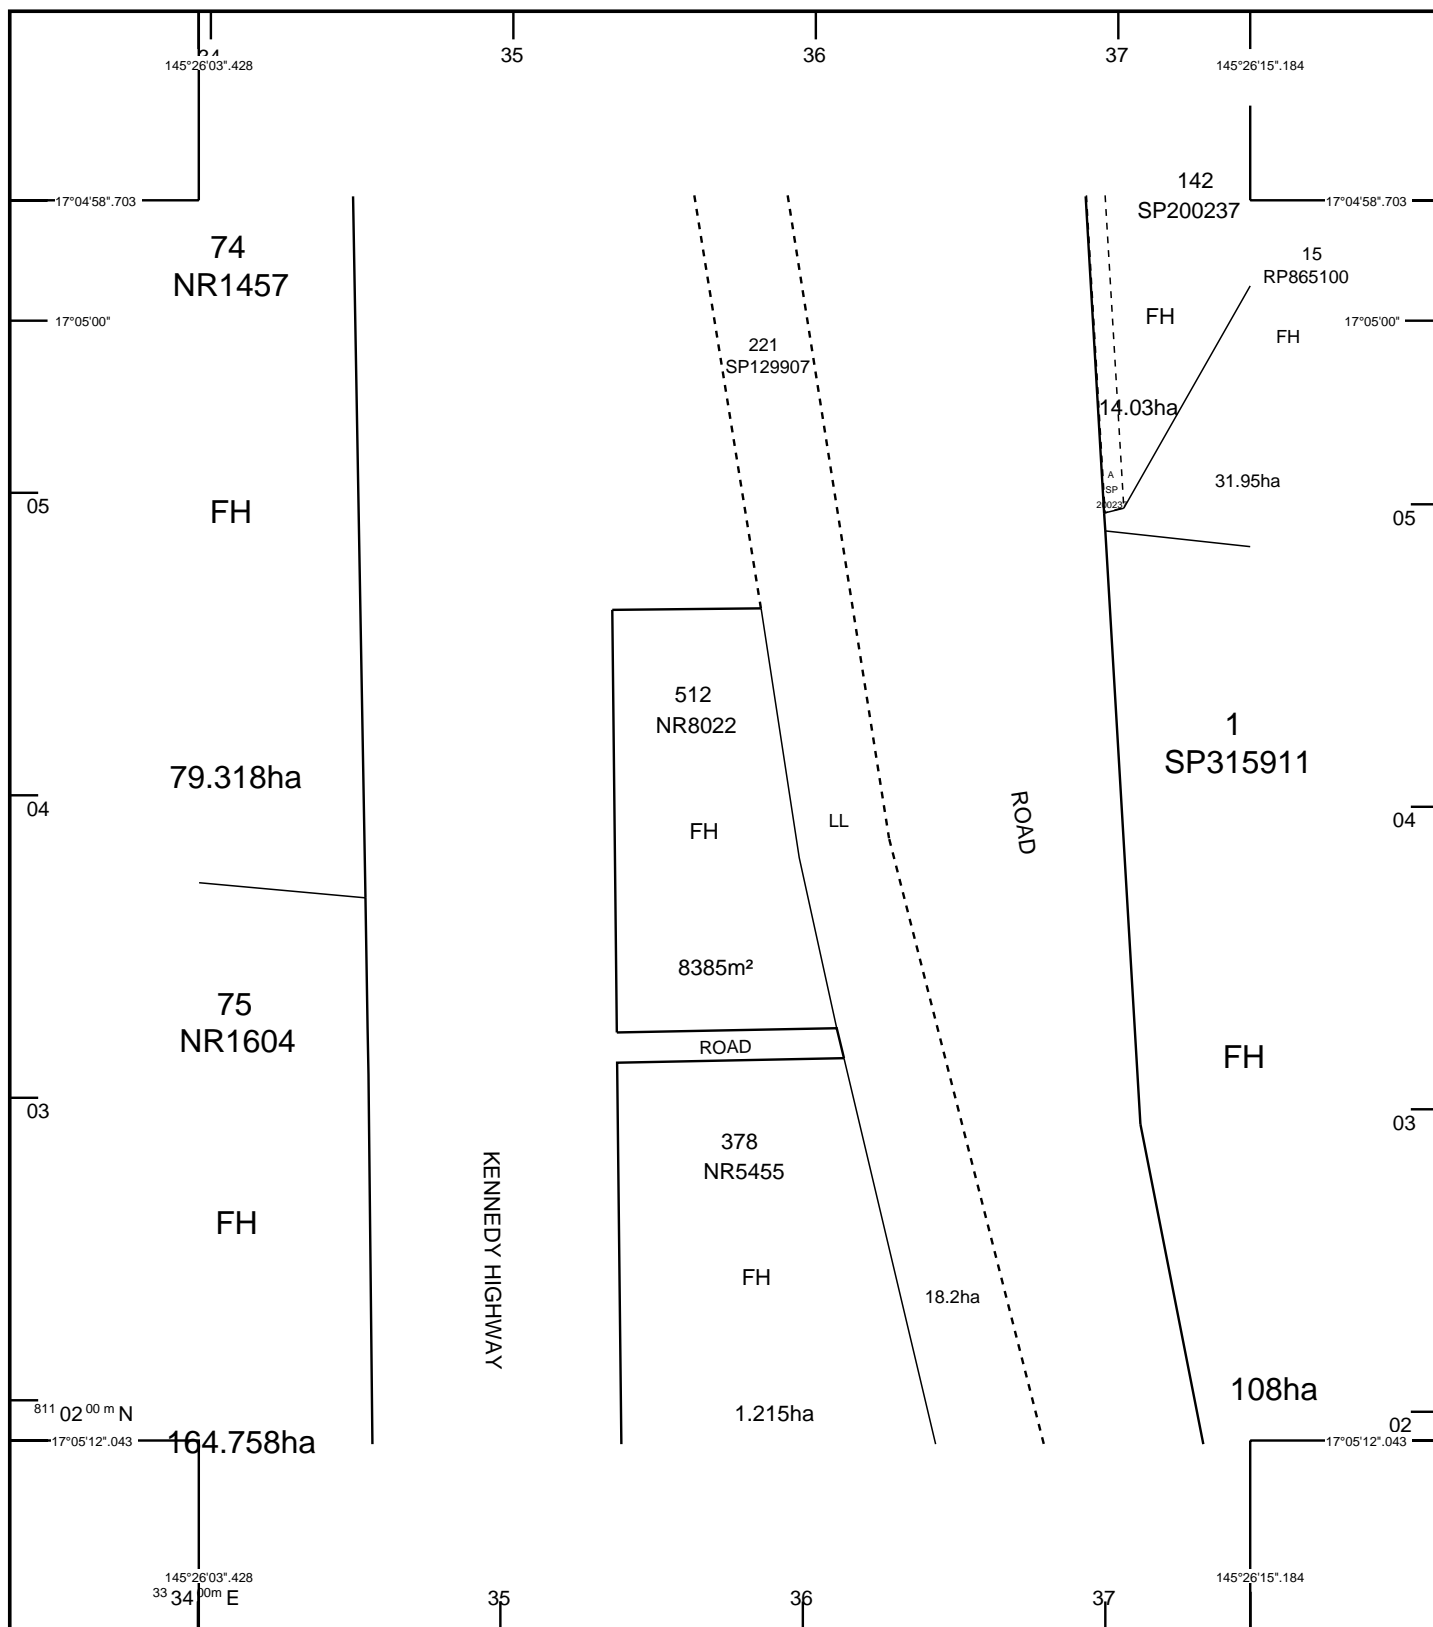 34
35
36
37
145°26'03".428
145°26'15".184
17°04'58".703
17°04'58".703
142
SP200237
74
NR1457
15
RP865100
FH
FH
17°05'00"
17°05'00"
221
SP129907
14.03ha
A
SP
200237
31.95ha
05
05
FH
512
NR8022
1
SP315911
79.318ha
04
04
FH
LL
ROAD
8385m²
75
NR1604
ROAD
FH
03
03
378
NR5455
KENNEDY HIGHWAY
FH
FH
18.2ha
108ha
1.215ha
811 02 00 m N
02
17°05'12".043
164.758ha
17°05'12".043
145°26'03".428
145°26'15".184
33 34 00m E
35
36
37